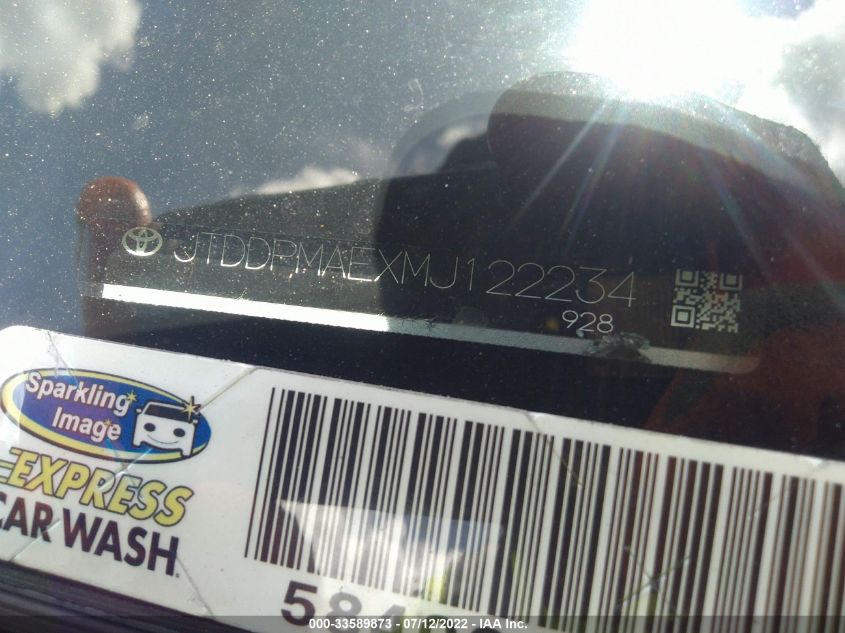 JTDDPMAEXMJ122234
928
Sparkling
Image
EXPRESS
CAR WASH
000-33589873 - 07/12/2022 - IAA Inc.